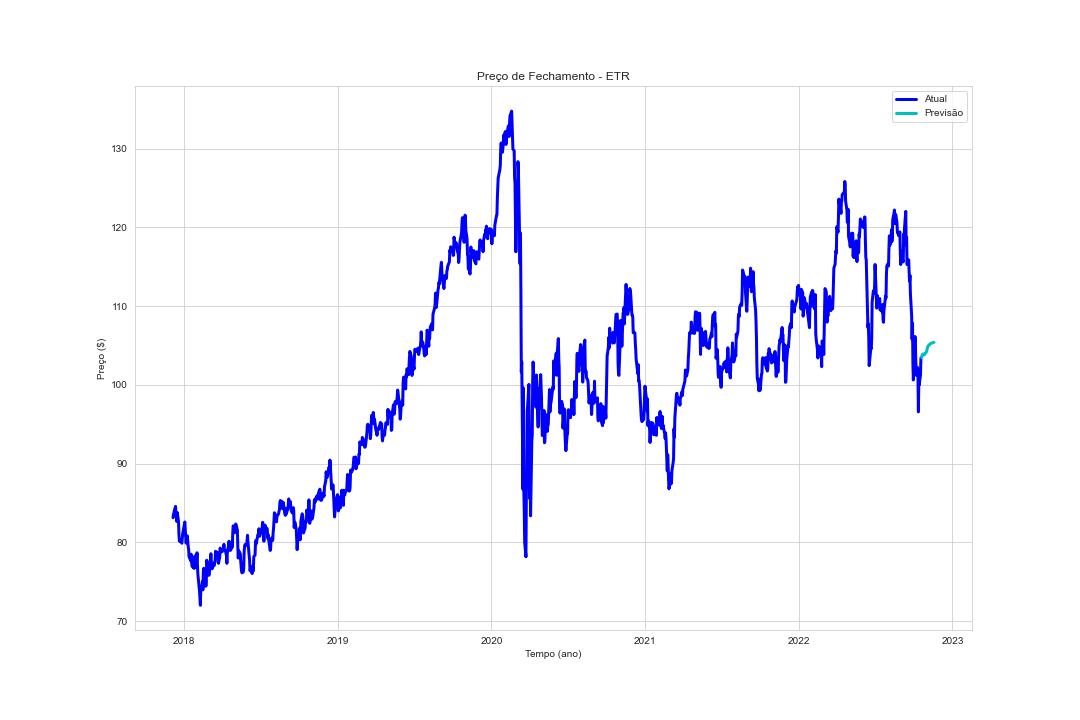 Preço de Fechamento - ETR
Atual
Previsão
130
120
110
100
90
80
70
Preço ($)
2018
2019
2020
2021
2022
2023
Tempo (ano)